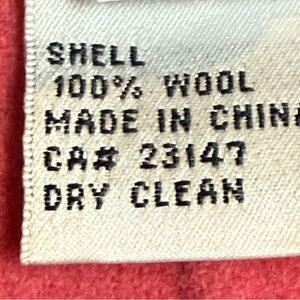 SHELL
100% WOOL
MADE IN CHINA
CA# 23147
DRY CLEAN